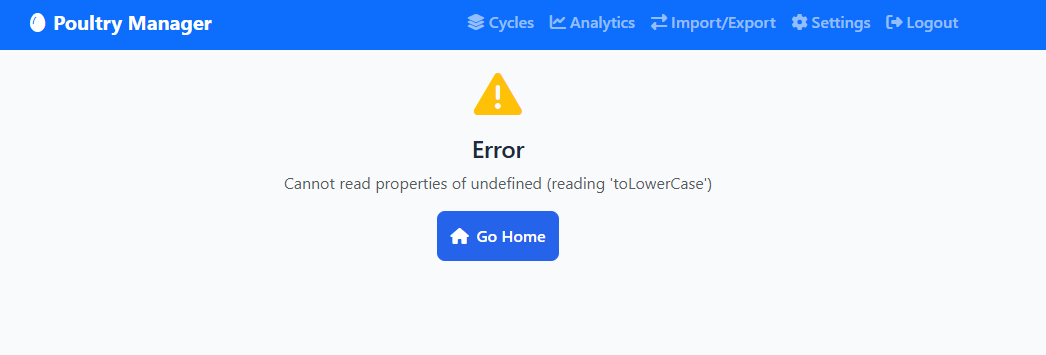 Poultry Manager Cycles Analytics Import/Export Settings Logout
Error
Cannot read properties of undefined (reading 'toLowerCase')
Go Home